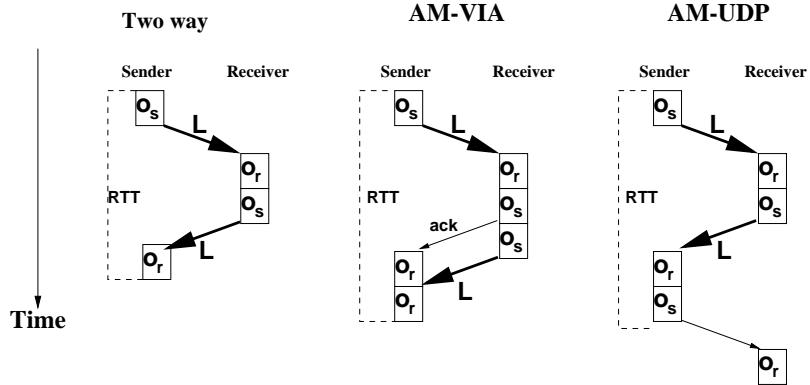 Two way
Sender Receiver
Os
L
Or
Os
RTT
L
Or
Time
AM-VIA
Sender Receiver
Os
L
Or
Os
RTT
ack
Os
Or
L
Or
AM-UDP
Sender Receiver
Os
L
Or
Os
RTT
L
Or
Os
Or